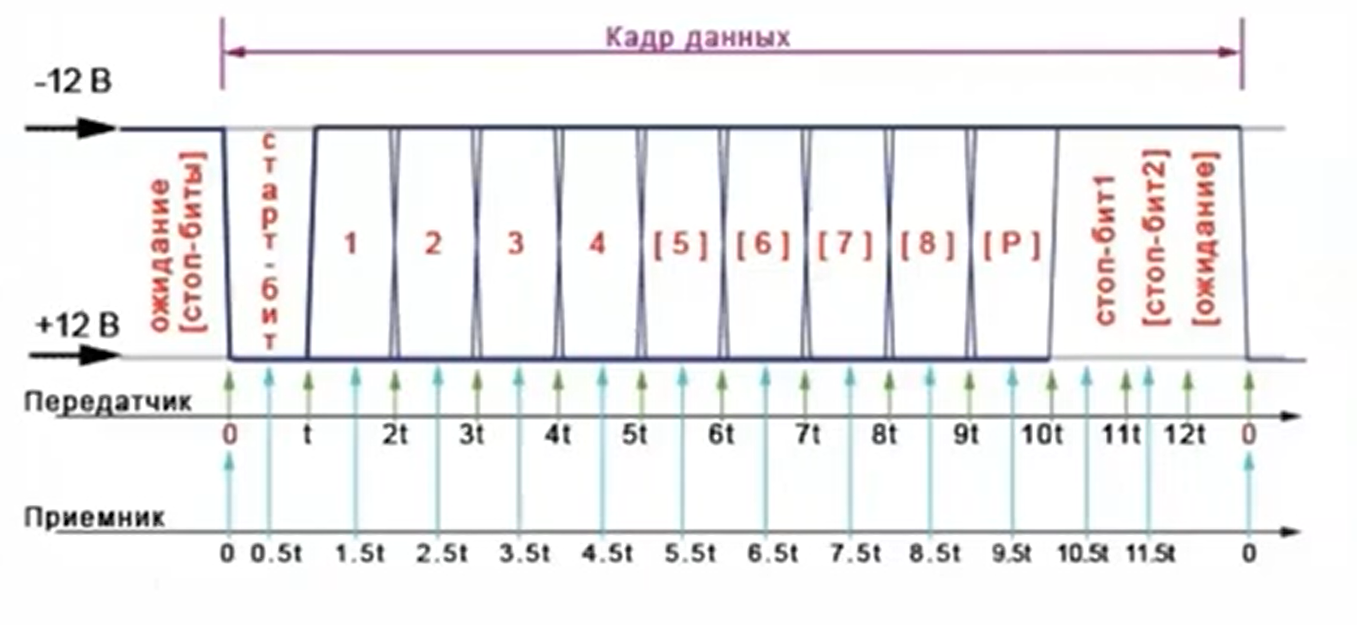 Кадр данных
-12 В
ожидание
[стоп-биты]
старт-бит
1 2 3 4 [5] [6] [7] [8] [P]
стоп-бит1
[стоп-бит2]
[ожидание]
+12 В
Передатчик
0 t 2t 3t 4t 5t 6t 7t 8t 9t 10t 11t 12t 0
Приемник
0 0.5t 1.5t 2.5t 3.5t 4.5t 5.5t 6.5t 7.5t 8.5t 9.5t 10.5t 11.5t 0